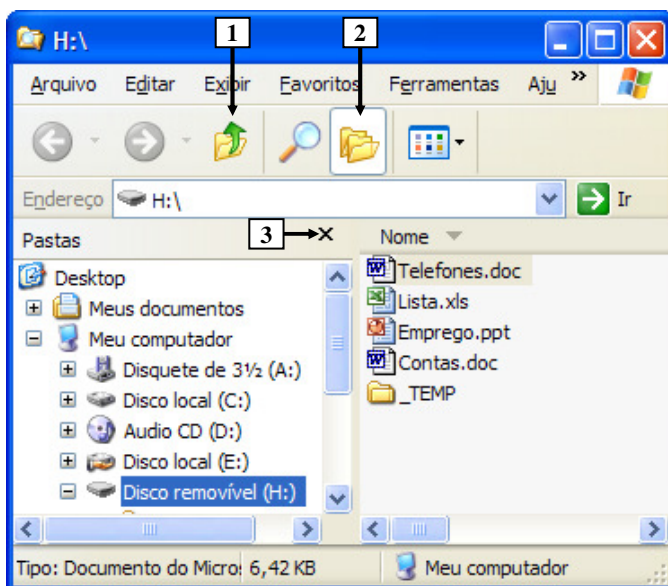 1 2
H:\
Arquivo Editar Exibir Favoritos Ferramentas Aju »
Endereço H:\ Ir
Pastas 3 Nome
Desktop
Meus documentos
Meu computador
Disquete de 3½ (A:)
Disco local (C:)
Audio CD (D:)
Disco local (E:)
Disco removível (H:)
Telefones.doc
Lista.xls
Emprego.ppt
Contas.doc
_TEMP
Tipo: Documento do Micro 6,42 KB Meu computador